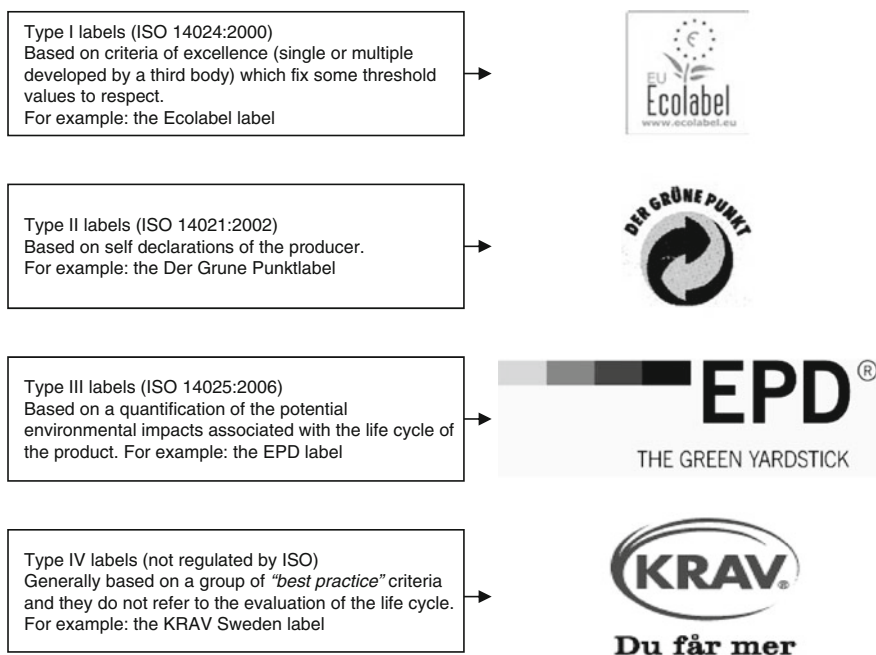 Type I labels (ISO 14024:2000)
Based on criteria of excellence (single or multiple
developed by a third body) which fix some threshold
values to respect.
For example: the Ecolabel label
EU
Ecolabel
www.ecolabel.eu
Type II labels (ISO 14021:2002)
Based on self declarations of the producer.
For example: the Der Grune Punktlabel
DER GRÜNE PUNKT
Type III labels (ISO 14025:2006)
Based on a quantification of the potential
environmental impacts associated with the life cycle of
the product. For example: the EPD label
EPD®
THE GREEN YARDSTICK
Type IV labels (not regulated by ISO)
Generally based on a group of "best practice" criteria
and they do not refer to the evaluation of the life cycle.
For example: the KRAV Sweden label
KRAV®
Du får mer